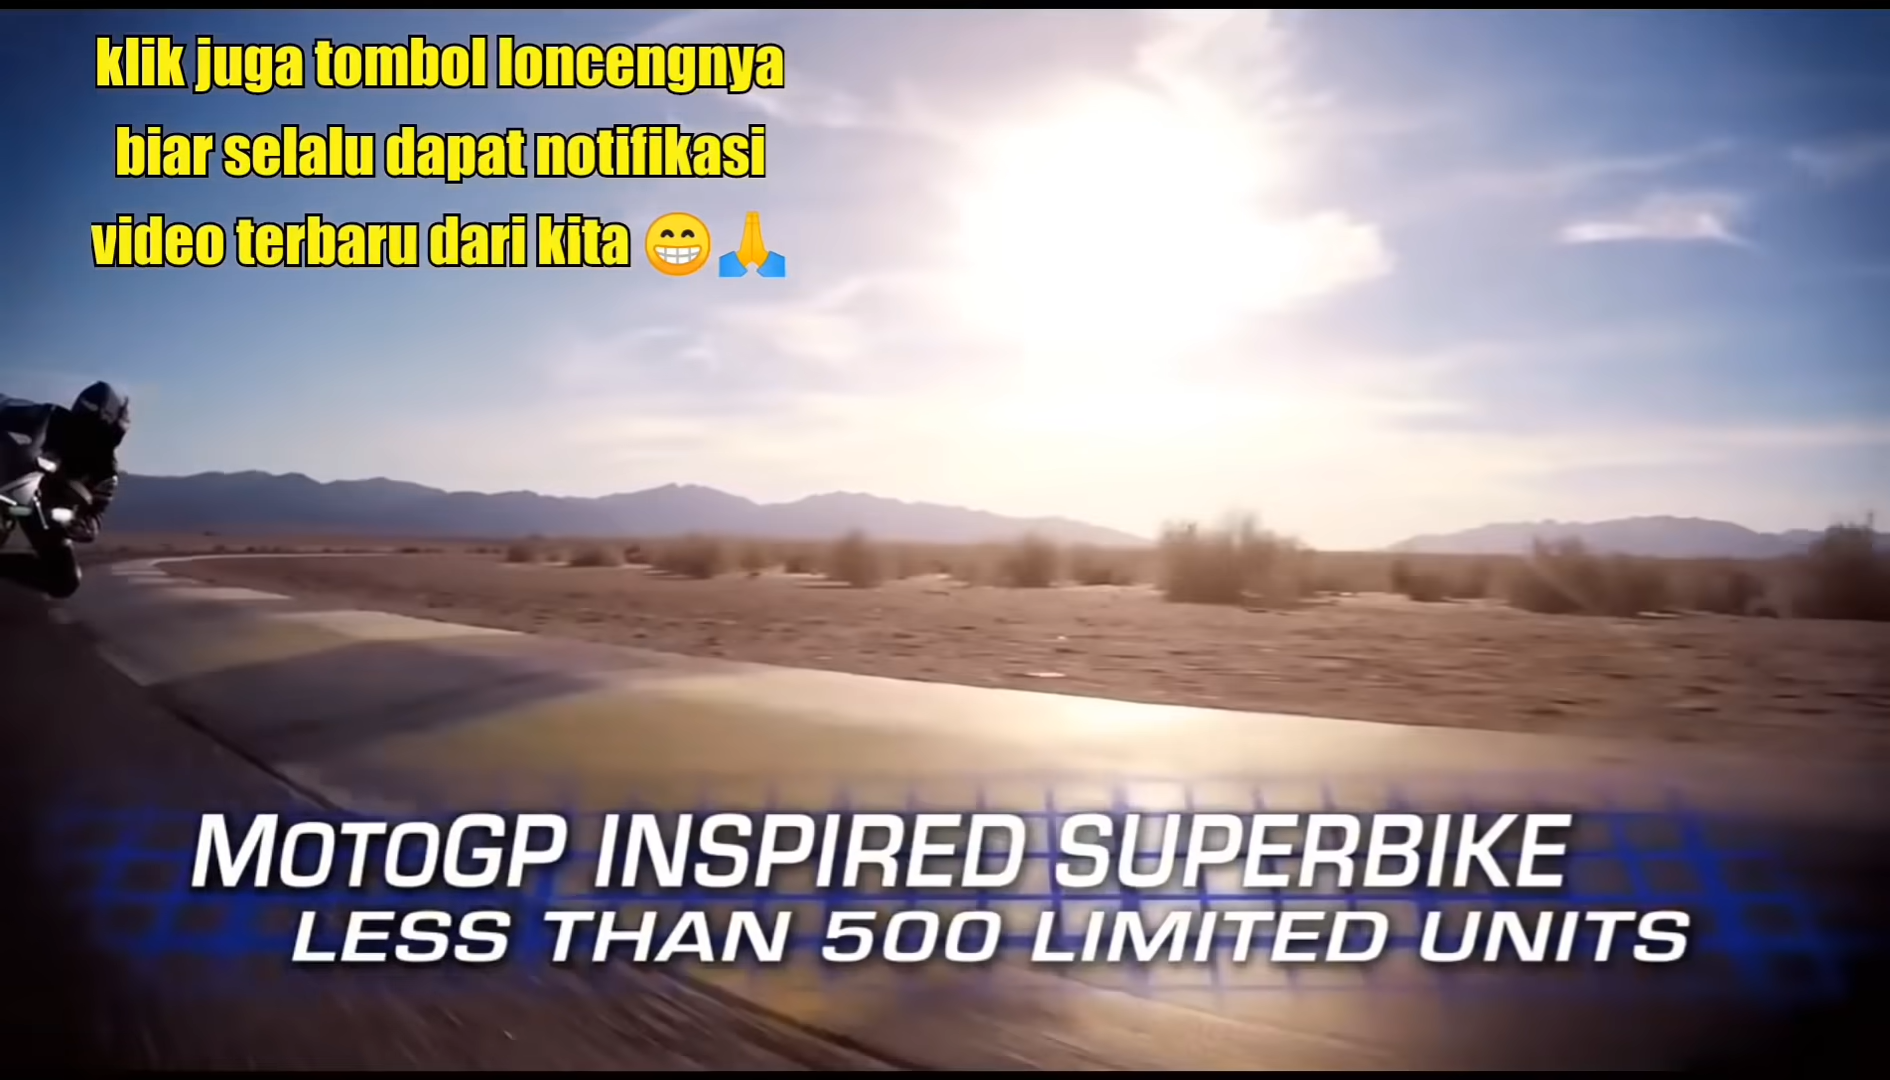 klik juga tombol loncengnya
biar selalu dapat notifikasi
video terbaru dari kita 😁🙏
MOTOGP INSPIRED SUPERBIKE
LESS THAN 500 LIMITED UNITS